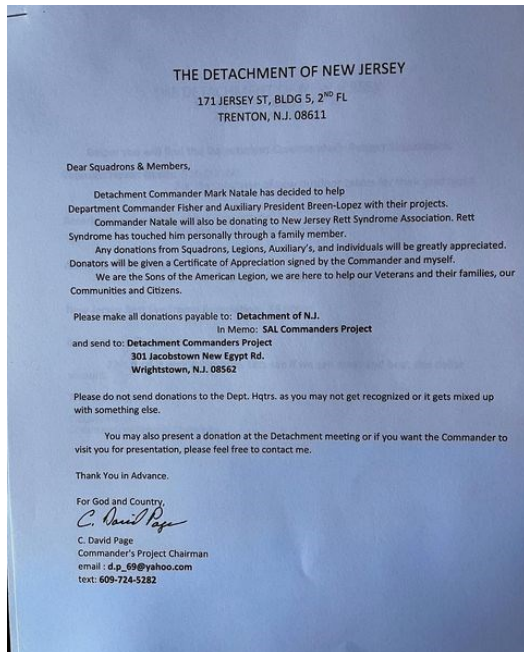 THE DETACHMENT OF NEW JERSEY
171 JERSEY ST, BLDG 5, 2ND FL
TRENTON, N.J. 08611
Dear Squadrons & Members,
Detachment Commander Mark Natale has decided to help
Department Commander Fisher and Auxiliary President Breen-Lopez with their projects.
Commander Natale will also be donating to New Jersey Rett Syndrome Association. Rett
Syndrome has touched him personally through a family member.
Any donations from Squadrons, Legions, Auxiliary's, and individuals will be greatly appreciated.
Donators will be given a Certificate of Appreciation signed by the Commander and myself.
We are the Sons of the American Legion, we are here to help our Veterans and their families, our
Communities and Citizens.
Please make all donations payable to: Detachment of N.J.
In Memo: SAL Commanders Project
and send to: Detachment Commanders Project
301 Jacobstown New Egypt Rd.
Wrightstown, N.J. 08562
Please do not send donations to the Dept. Hqtrs. as you may not get recognized or it gets mixed up
with something else.
You may also present a donation at the Detachment meeting or if you want the Commander to
visit you for presentation, please feel free to contact me.
Thank You in Advance.
For God and Country,
C. David Page
C. David Page
Commander's Project Chairman
email : d.p_69@yahoo.com
text: 609-724-5282